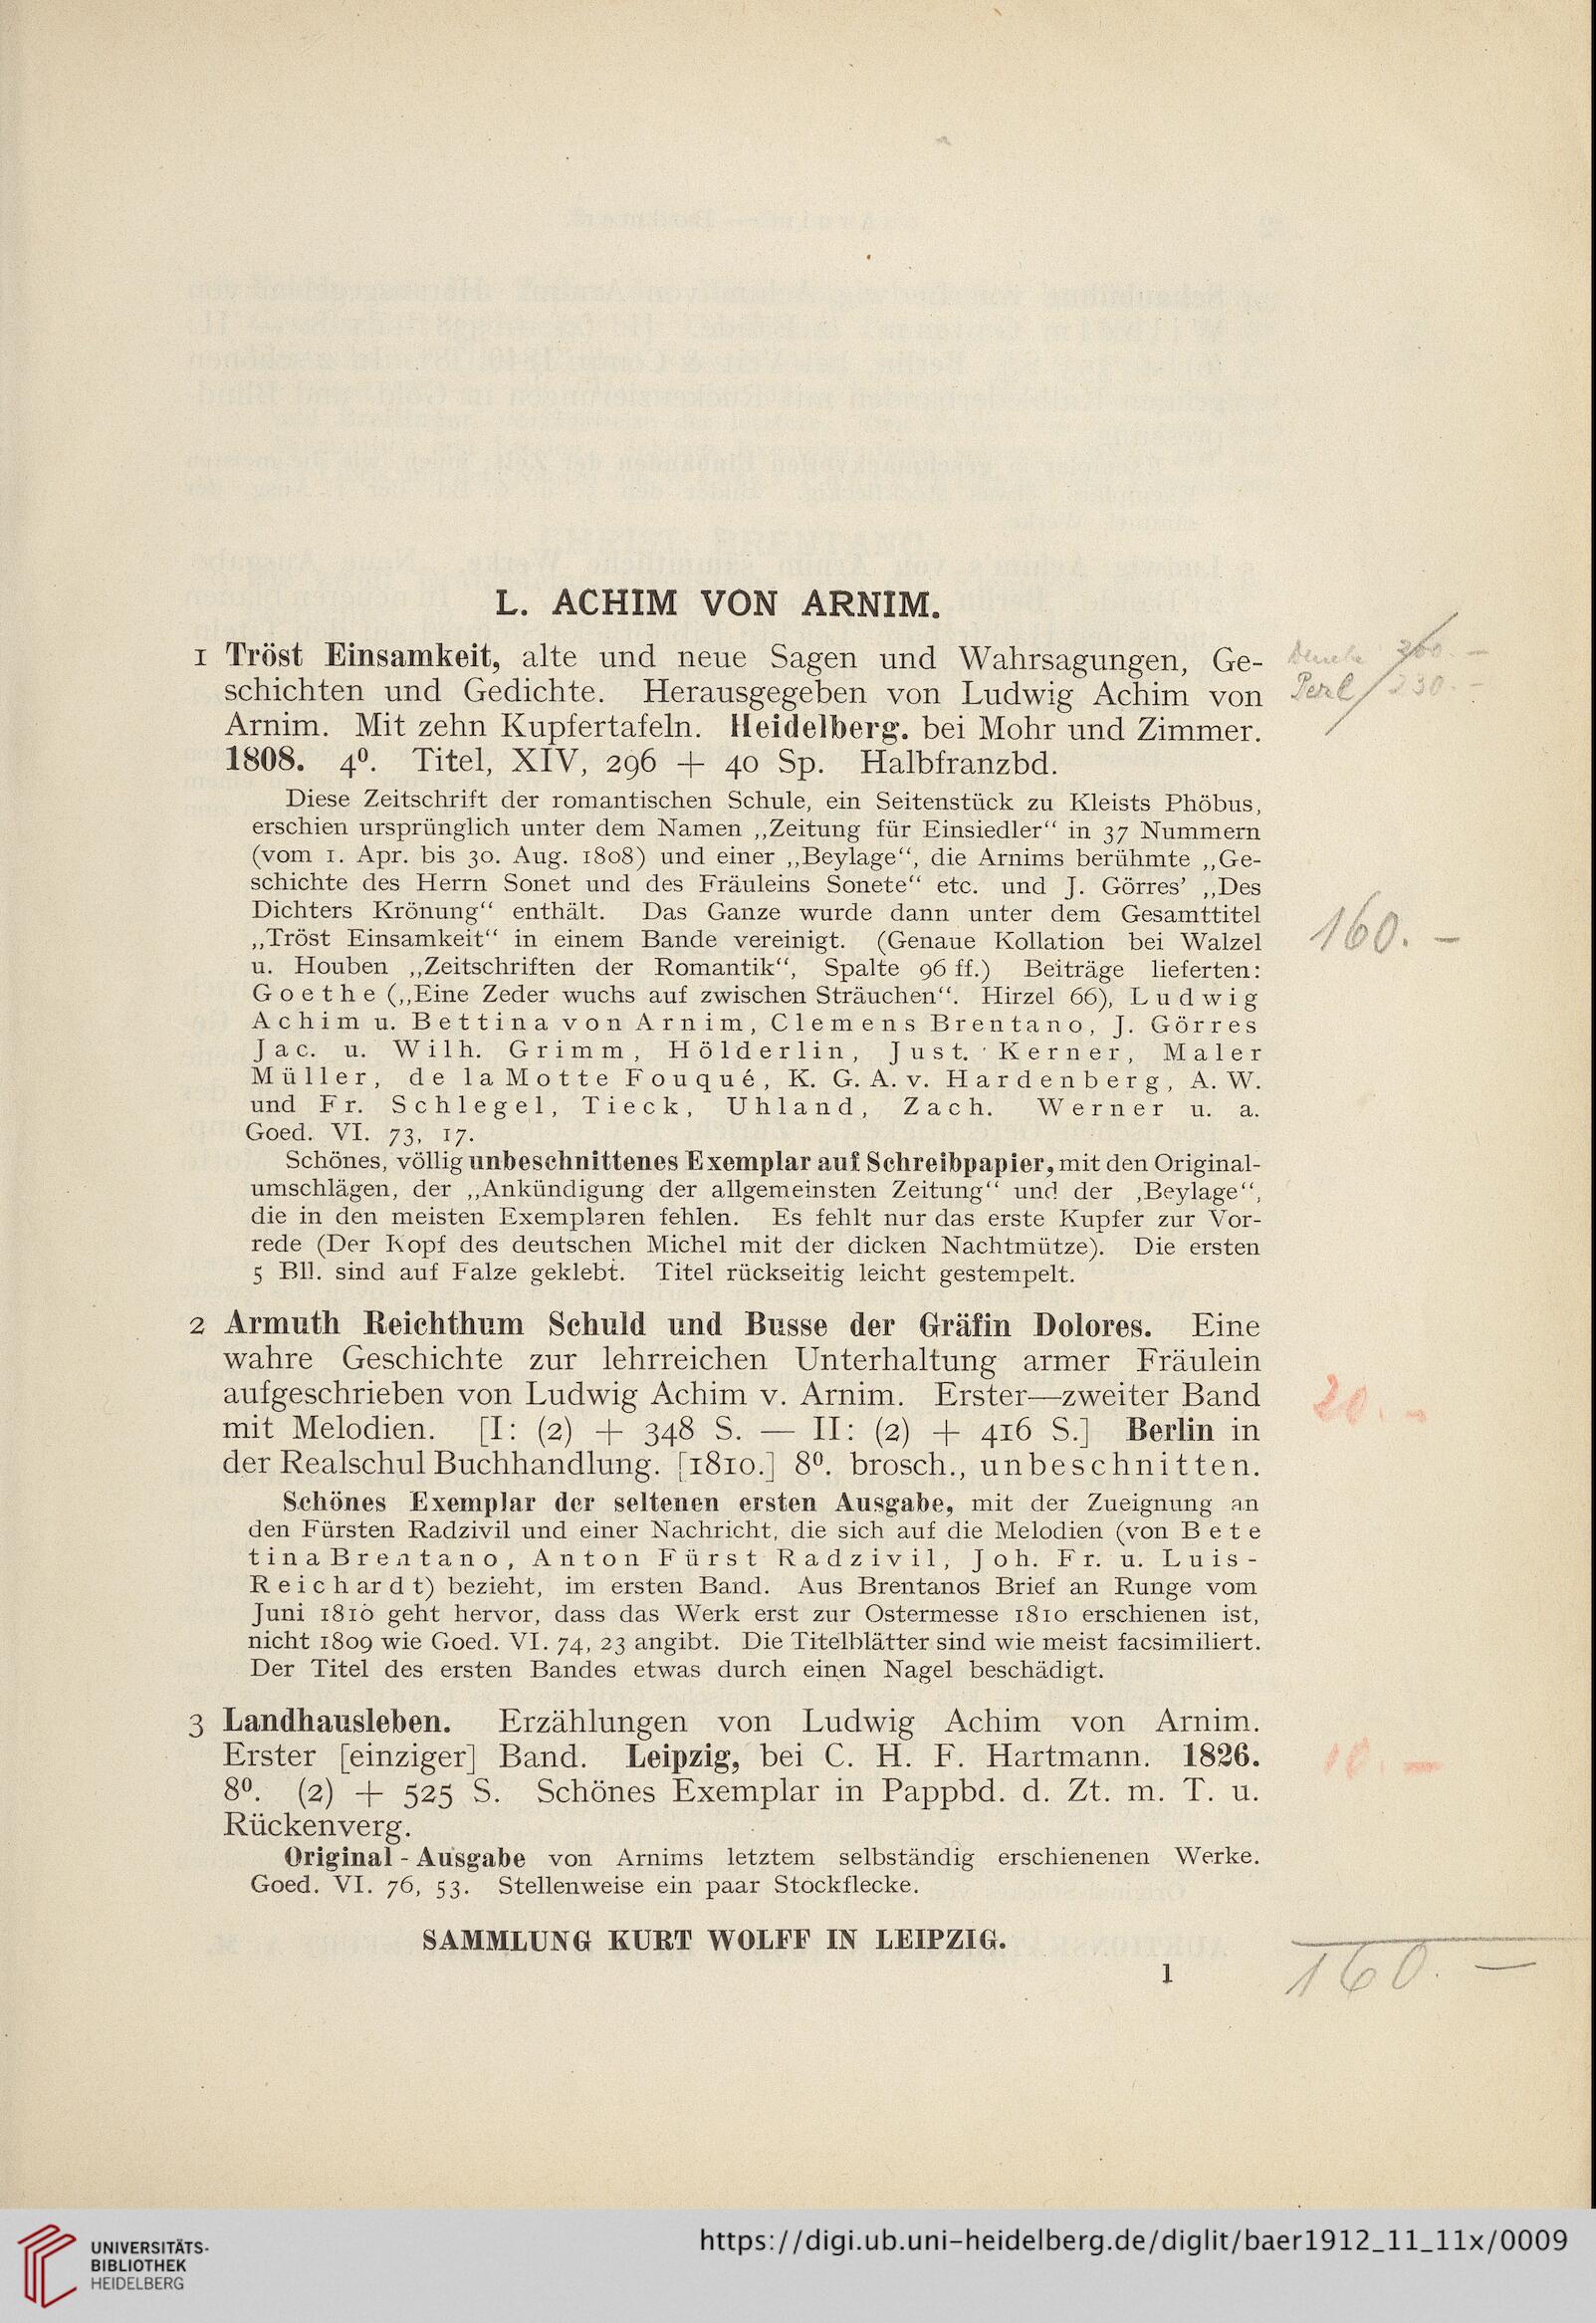 L. ACHIM VON ARNIM.
1 Tröst Einsamkeit, alte und neue Sagen und Wahrsagungen, Ge-
schichten und Gedichte. Herausgegeben von Ludwig Achim von
Arnim. Mit zehn Kupfertafeln. Heidelberg. bei Mohr und Zimmer.
1808. 4⁰. Titel, XIV, 296 + 40 Sp. Halbfranzbd.
260. –
Perl 230. –
Diese Zeitschrift der romantischen Schule, ein Seitenstück zu Kleists Phöbus,
erschien ursprünglich unter dem Namen ,,Zeitung für Einsiedler“ in 37 Nummern
(vom 1. Apr. bis 30. Aug. 1808) und einer ,,Beylage“, die Arnims berühmte ,,Ge-
schichte des Herrn Sonet und des Fräuleins Sonete“ etc. und J. Görres’ ,,Des
Dichters Krönung“ enthält. Das Ganze wurde dann unter dem Gesamttitel
,,Tröst Einsamkeit“ in einem Bande vereinigt. (Genaue Kollation bei Walzel
160. –
u. Houben ,,Zeitschriften der Romantik“, Spalte 96 ff.) Beiträge lieferten:
Goethe (,,Eine Zeder wuchs auf zwischen Sträuchen“. Hirzel 66), Ludwig
Achim u. Bettina von Arnim, Clemens Brentano, J. Görres
Jac. u. Wilh. Grimm, Hölderlin, Just. Kerner, Maler
Müller, de la Motte Fouqué, K. G. A. v. Hardenberg, A. W.
und Fr. Schlegel, Tieck, Uhland, Zach. Werner u. a.
Goed. VI. 73, 17.
Schönes, völlig unbeschnittenes Exemplar auf Schreibpapier, mit den Original-
umschlägen, der ,,Ankündigung der allgemeinsten Zeitung“ und der ,Beylage“,
die in den meisten Exemplaren fehlen. Es fehlt nur das erste Kupfer zur Vor-
rede (Der Kopf des deutschen Michel mit der dicken Nachtmütze). Die ersten
5 Bll. sind auf Falze geklebt. Titel rückseitig leicht gestempelt.
2 Armuth Reichthum Schuld und Busse der Gräfin Dolores. Eine
wahre Geschichte zur lehrreichen Unterhaltung armer Fräulein
aufgeschrieben von Ludwig Achim v. Arnim. Erster—zweiter Band
20. –
mit Melodien. [I: (2) + 348 S. — II: (2) + 416 S.] Berlin in
der Realschul Buchhandlung. [1810.] 8⁰. brosch., unbeschnitten.
Schönes Exemplar der seltenen ersten Ausgabe, mit der Zueignung an
den Fürsten Radzivil und einer Nachricht, die sich auf die Melodien (von Bete
tina Brentano, Anton Fürst Radzivil, Joh. Fr. u. Luis-
Reichardt) bezieht, im ersten Band. Aus Brentanos Brief an Runge vom
Juni 1810 geht hervor, dass das Werk erst zur Ostermesse 1810 erschienen ist,
nicht 1809 wie Goed. VI. 74, 23 angibt. Die Titelblätter sind wie meist facsimiliert.
Der Titel des ersten Bandes etwas durch einen Nagel beschädigt.
3 Landhausleben. Erzählungen von Ludwig Achim von Arnim.
Erster [einziger] Band. Leipzig, bei C. H. F. Hartmann. 1826.
10. –
8⁰. (2) + 525 S. Schönes Exemplar in Pappbd. d. Zt. m. T. u.
Rückenverg.
Original-Ausgabe von Arnims letztem selbständig erschienenen Werke.
Goed. VI. 76, 53. Stellenweise ein paar Stockflecke.
SAMMLUNG KURT WOLFF IN LEIPZIG.
1
160. –
UNIVERSITÄTS-
BIBLIOTHEK
HEIDELBERG
https://digi.ub.uni-heidelberg.de/diglit/baer1912_11_11x/0009